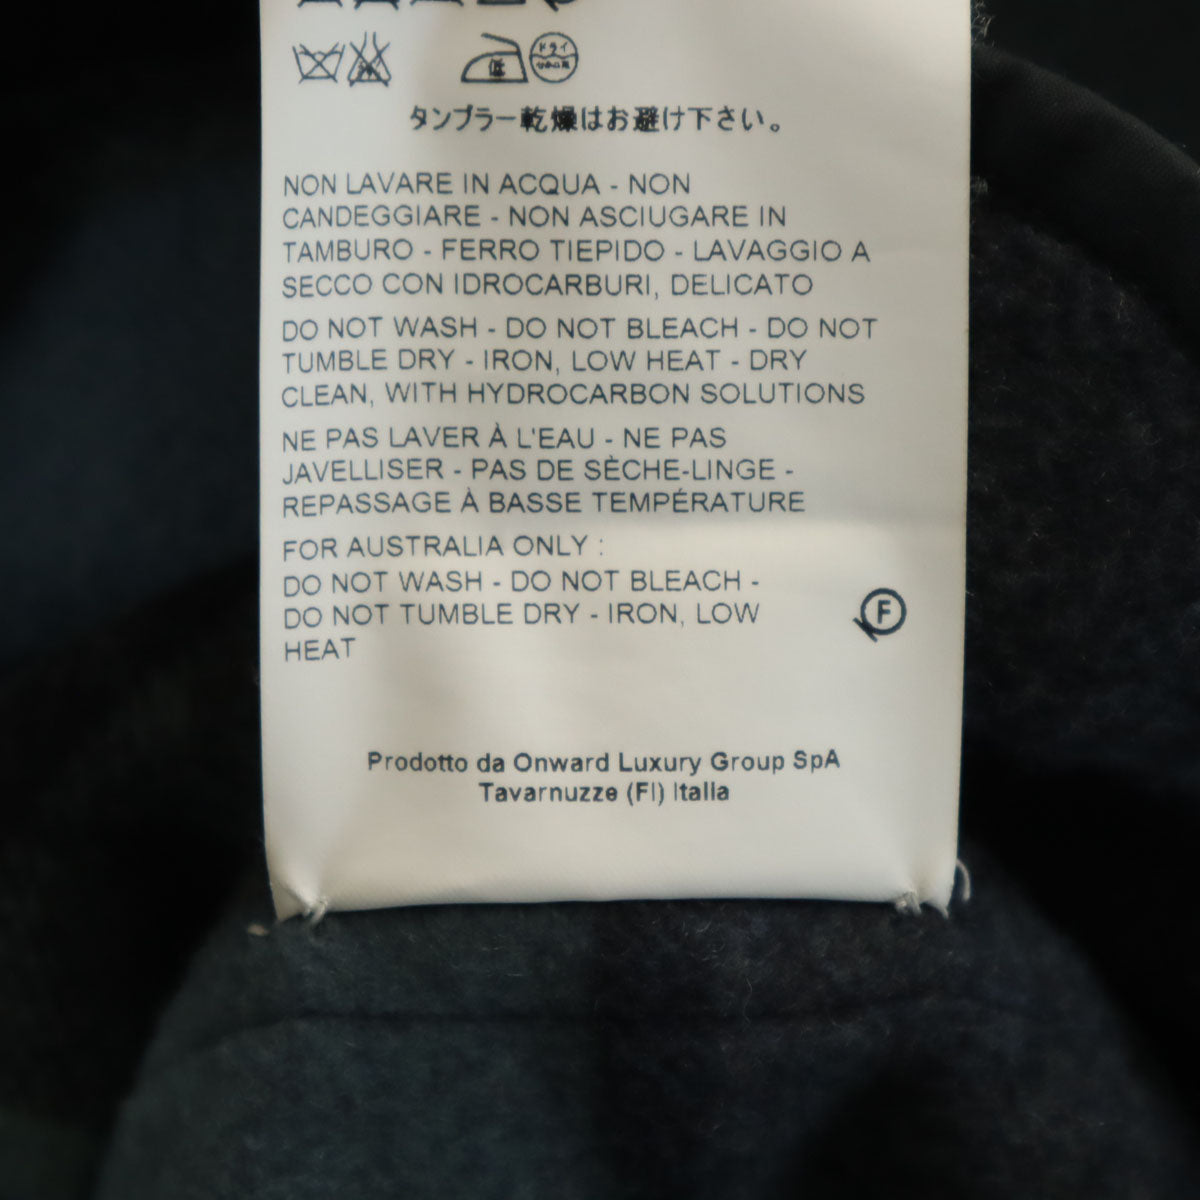 低
ドライ
タンブラー乾燥はお避け下さい。
NON LAVARE IN ACQUA - NON
CANDEGGIARE - NON ASCIUGARE IN
TAMBURO - FERRO TIEPIDO - LAVAGGIO A
SECCO CON IDROCARBURI, DELICATO
DO NOT WASH - DO NOT BLEACH - DO NOT
TUMBLE DRY - IRON, LOW HEAT - DRY
CLEAN, WITH HYDROCARBON SOLUTIONS
NE PAS LAVER À L'EAU - NE PAS
JAVELLISER - PAS DE SÈCHE-LINGE -
REPASSAGE À BASSE TEMPÉRATURE
FOR AUSTRALIA ONLY :
DO NOT WASH - DO NOT BLEACH -
DO NOT TUMBLE DRY - IRON, LOW
HEAT
F
Prodotto da Onward Luxury Group SpA
Tavarnuzze (FI) Italia